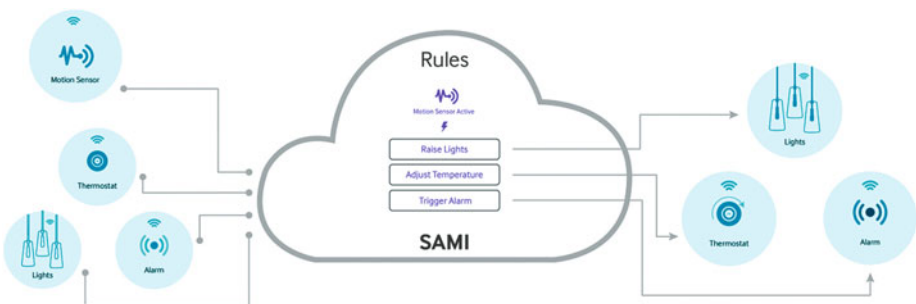 Motion Sensor
Thermostat
Lights
Alarm
Rules
Motion Sensor Active
Raise Lights
Adjust Temperature
Trigger Alarm
SAMI
Lights
Thermostat
Alarm